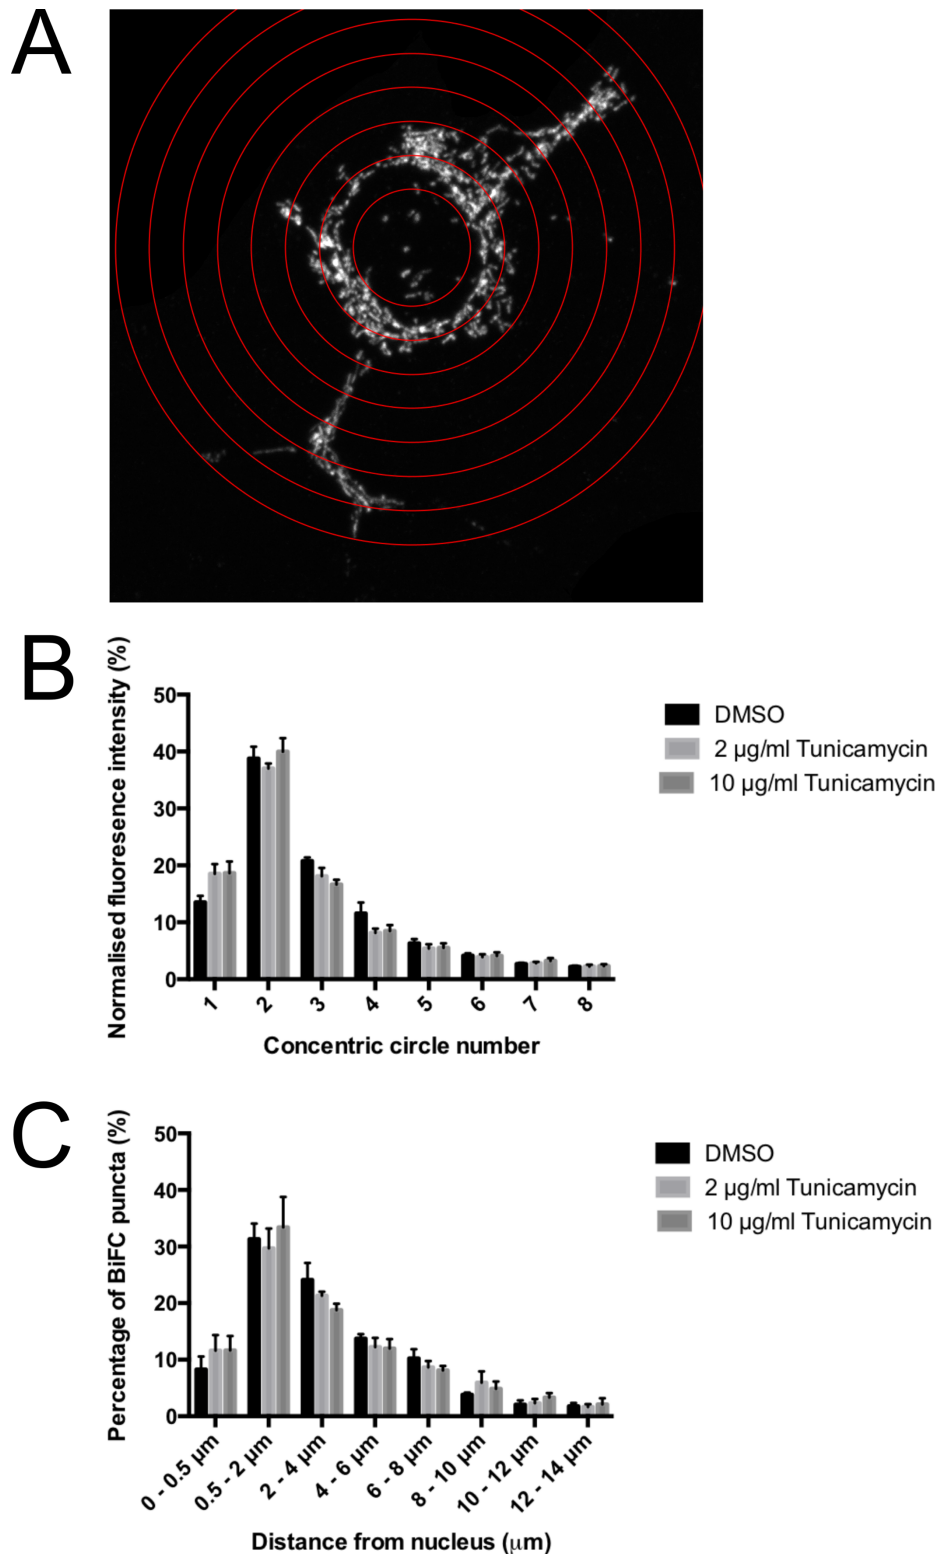 A
B
Normalised fluoresence intensity (%)
50
40
30
20
10
0
1 2 3 4 5 6 7 8
Concentric circle number
DMSO
2 µg/ml Tunicamycin
10 µg/ml Tunicamycin
C
Percentage of BiFC puncta (%)
50
40
30
20
10
0
0 - 0.5 µm
0.5 - 2 µm
2 - 4 µm
4 - 6 µm
6 - 8 µm
8 - 10 µm
10 - 12 µm
12 - 14 µm
Distance from nucleus (µm)
DMSO
2 µg/ml Tunicamycin
10 µg/ml Tunicamycin